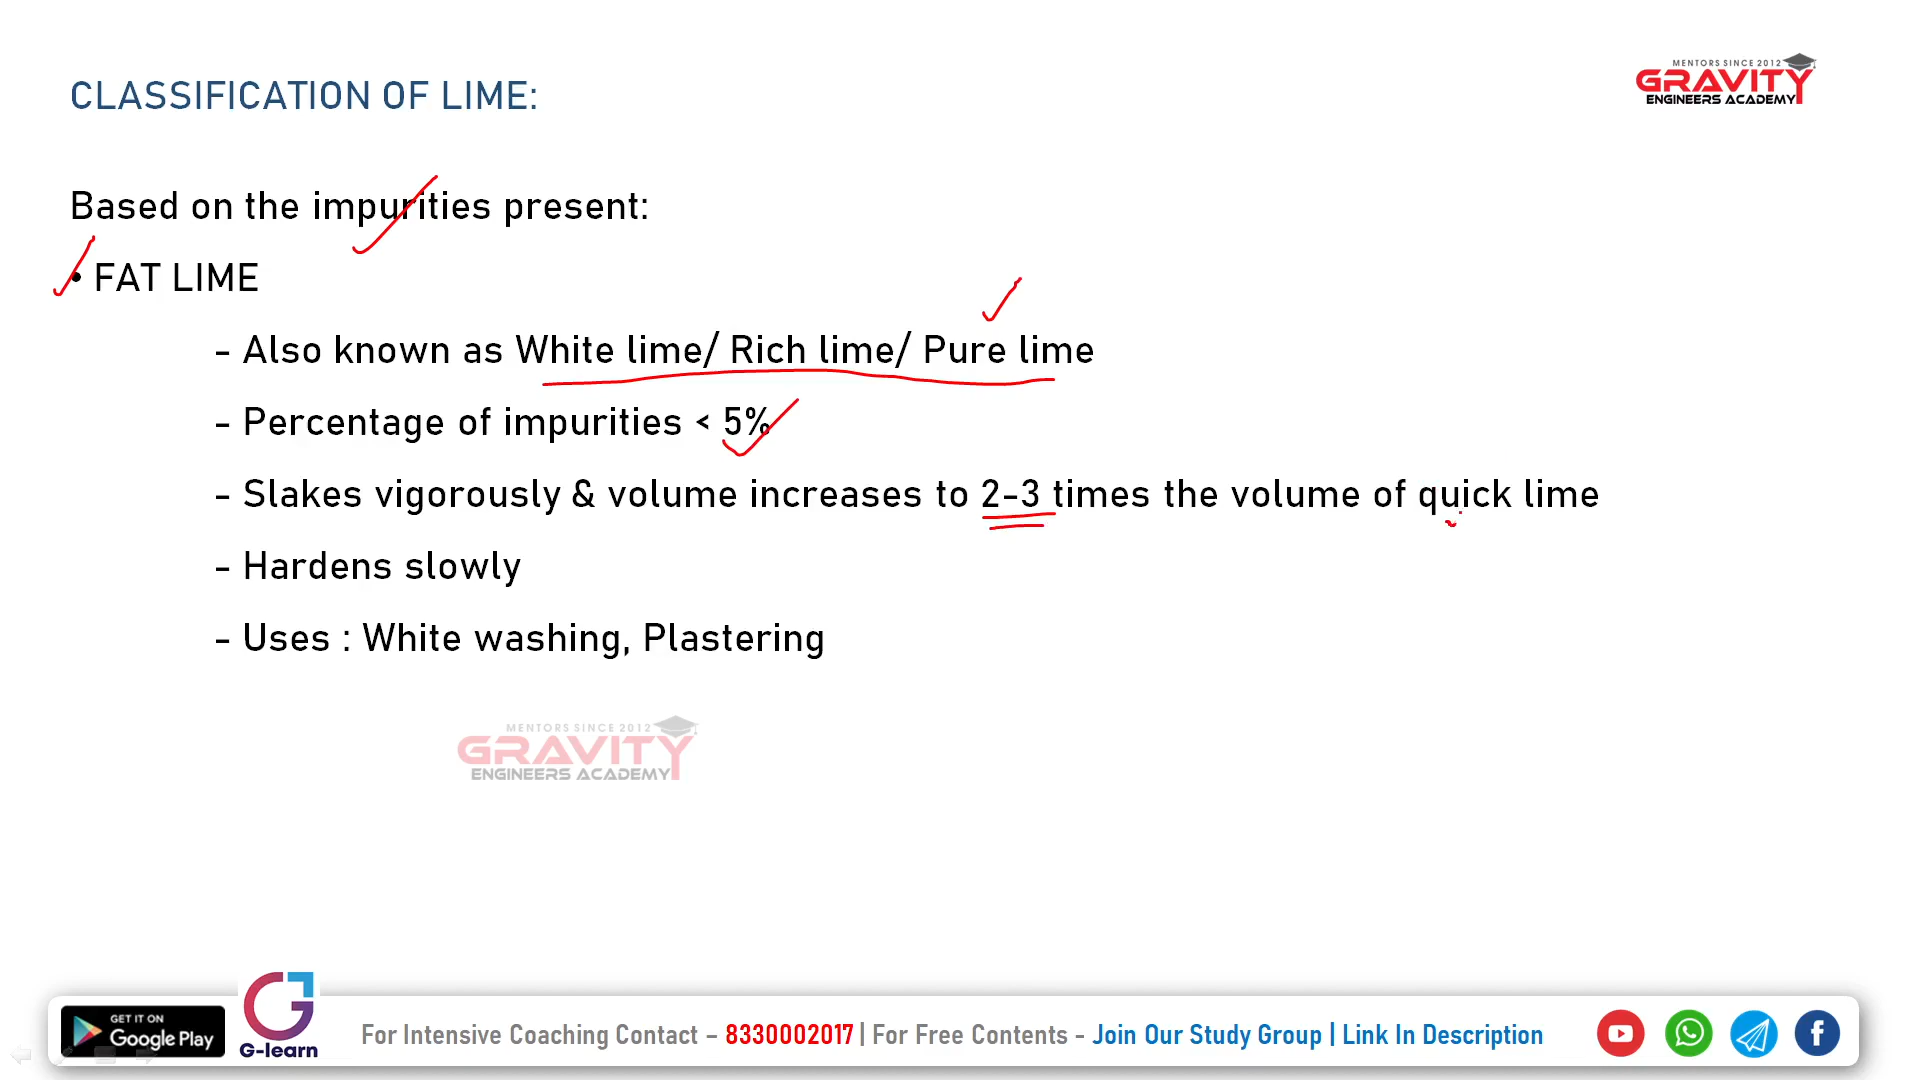 CLASSIFICATION OF LIME:
MENTORS SINCE 2012
GRAVITY
ENGINEERS ACADEMY
Based on the impurities present:
• FAT LIME
- Also known as White lime/ Rich lime/ Pure lime
- Percentage of impurities < 5%
- Slakes vigorously & volume increases to 2-3 times the volume of quick lime
- Hardens slowly
- Uses : White washing, Plastering
MENTORS SINCE 2012
GRAVITY
ENGINEERS ACADEMY
GET IT ON
Google Play
G-learn
For Intensive Coaching Contact – 8330002017 | For Free Contents - Join Our Study Group | Link In Description